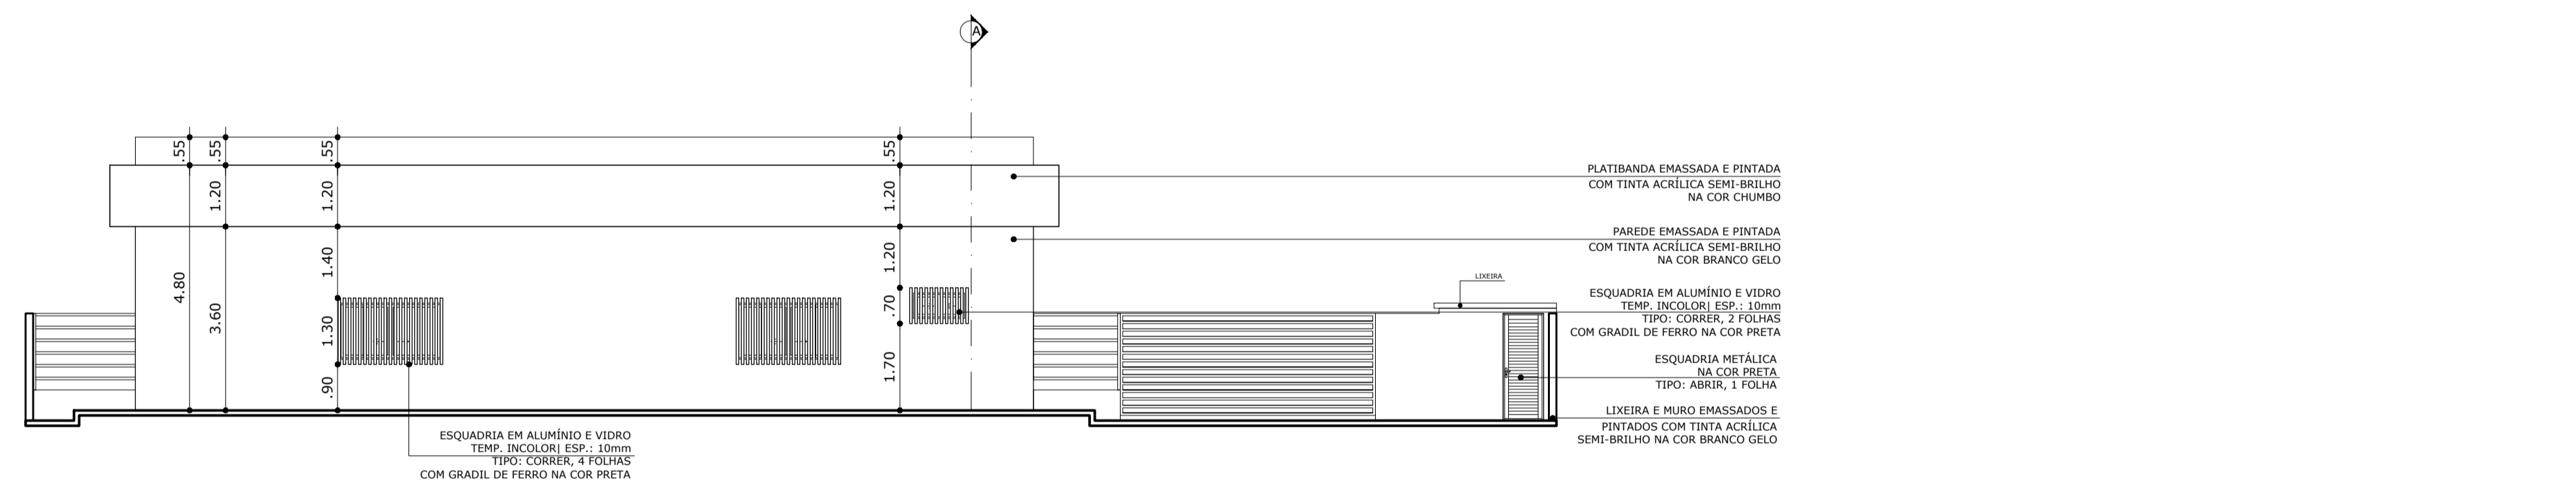 A
.55
.55
.55
.55
1.20
1.20
1.20
4.80
3.60
1.40
1.30
.90
1.20
.70
1.70
PLATIBANDA EMASSADA E PINTADA
COM TINTA ACRÍLICA SEMI-BRILHO
NA COR CHUMBO
PAREDE EMASSADA E PINTADA
COM TINTA ACRÍLICA SEMI-BRILHO
NA COR BRANCO GELO
LIXEIRA
ESQUADRIA EM ALUMÍNIO E VIDRO
TEMP. INCOLOR| ESP.: 10mm
TIPO: CORRER, 2 FOLHAS
COM GRADIL DE FERRO NA COR PRETA
ESQUADRIA METÁLICA
NA COR PRETA
TIPO: ABRIR, 1 FOLHA
LIXEIRA E MURO EMASSADOS E
PINTADOS COM TINTA ACRÍLICA
SEMI-BRILHO NA COR BRANCO GELO
ESQUADRIA EM ALUMÍNIO E VIDRO
TEMP. INCOLOR| ESP.: 10mm
TIPO: CORRER, 4 FOLHAS
COM GRADIL DE FERRO NA COR PRETA